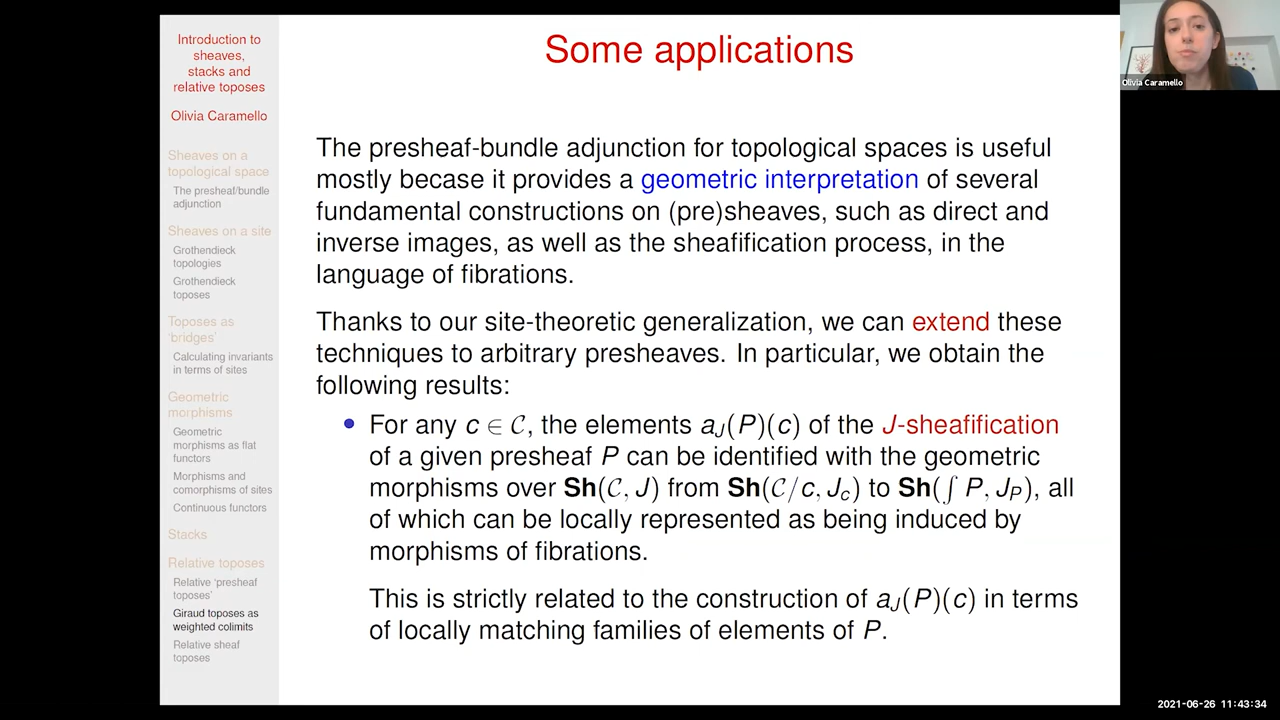 Introduction to
sheaves,
stacks and
relative toposes
Olivia Caramello
Sheaves on a
topological space
The presheaf/bundle
adjunction
Sheaves on a site
Grothendieck
topologies
Grothendieck
toposes
Toposes as
‘bridges’
Calculating invariants
in terms of sites
Geometric
morphisms
Geometric
morphisms as flat
functors
Morphisms and
comorphisms of sites
Continuous functors
Stacks
Relative toposes
Relative ‘presheaf
toposes’
Giraud toposes as
weighted colimits
Relative sheaf
toposes
Some applications
The presheaf-bundle adjunction for topological spaces is useful
mostly becase it provides a geometric interpretation of several
fundamental constructions on (pre)sheaves, such as direct and
inverse images, as well as the sheafification process, in the
language of fibrations.
Thanks to our site-theoretic generalization, we can extend these
techniques to arbitrary presheaves. In particular, we obtain the
following results:
• For any c ∈ 𝒞, the elements a_J(P)(c) of the J-sheafification
of a given presheaf P can be identified with the geometric
morphisms over Sh(𝒞, J) from Sh(𝒞/c, J_c) to Sh(∫ P, J_P), all
of which can be locally represented as being induced by
morphisms of fibrations.
This is strictly related to the construction of a_J(P)(c) in terms
of locally matching families of elements of P.
Olivia Caramello
2021-06-26 11:43:34